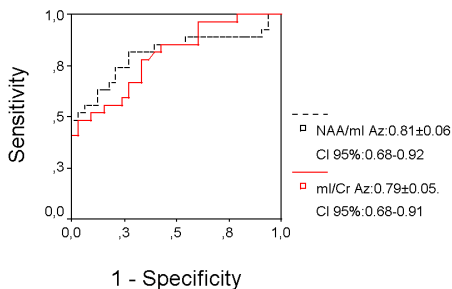 1,0
,8
,5
,3
0,0
Sensitivity
0,0
,3
,5
,8
1,0
1 - Specificity
NAA/mI Az:0.81±0.06
CI 95%:0.68-0.92
mI/Cr Az:0.79±0.05.
CI 95%:0.68-0.91